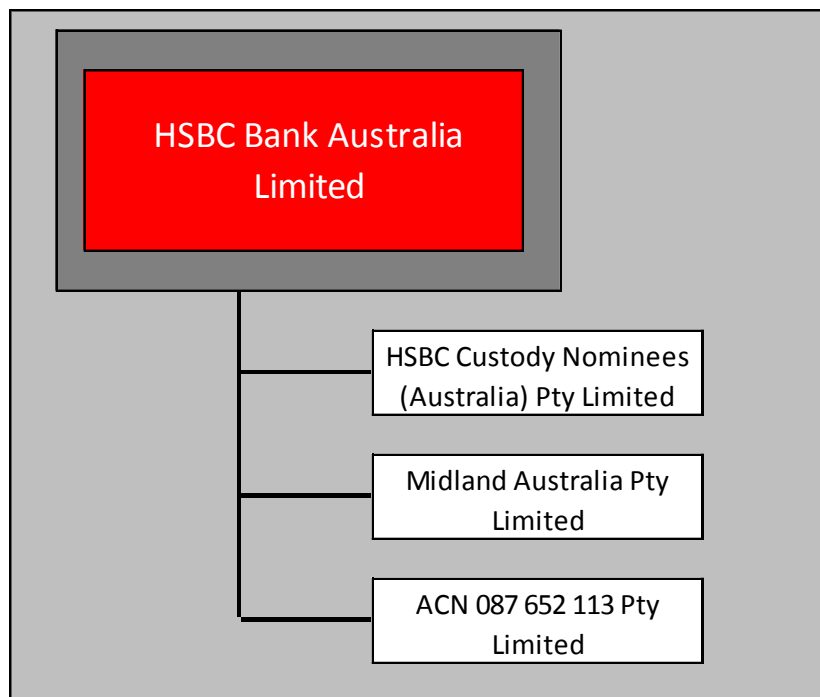 HSBC Bank Australia
Limited
HSBC Custody Nominees
(Australia) Pty Limited
Midland Australia Pty
Limited
ACN 087 652 113 Pty
Limited